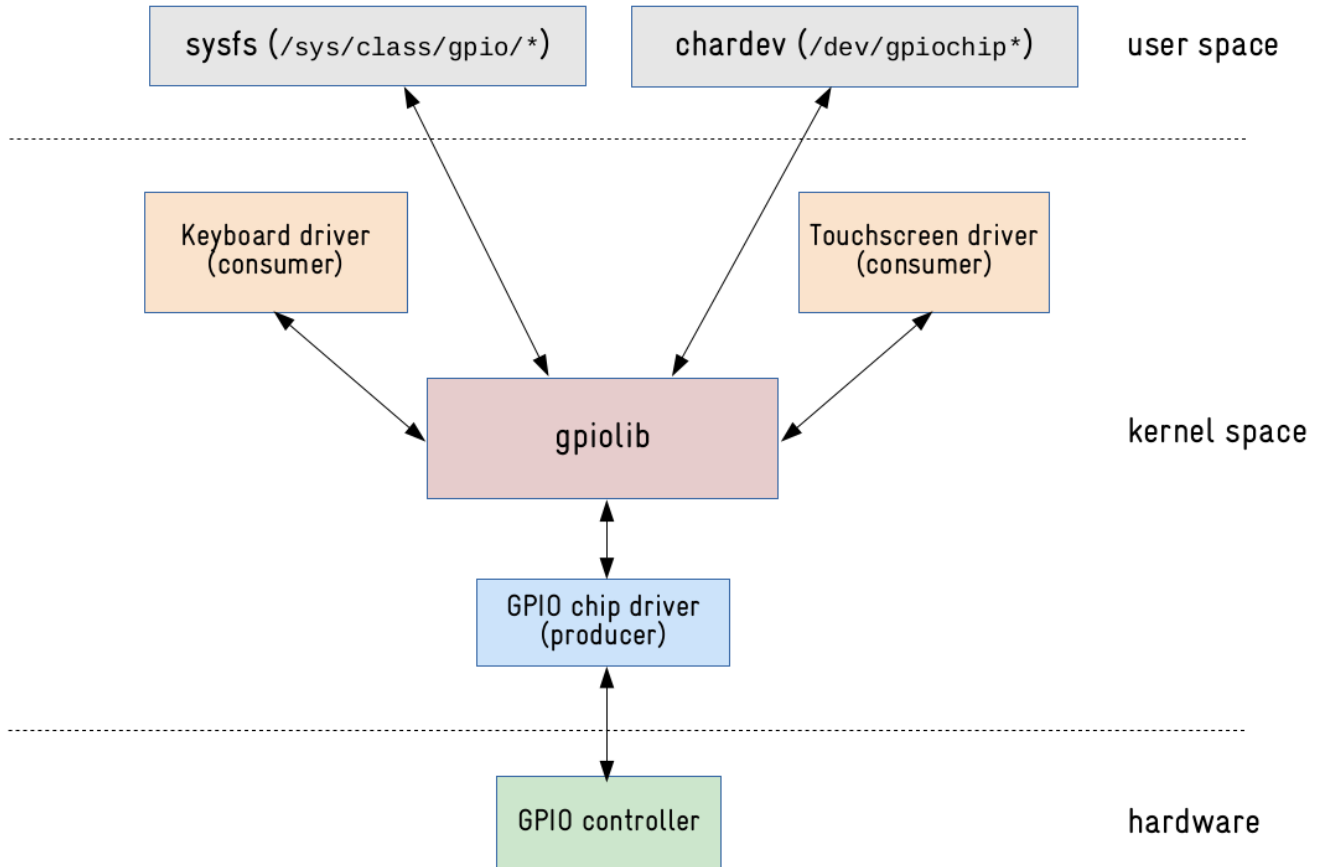 sysfs (/sys/class/gpio/*)
chardev (/dev/gpiochip*)
user space
Keyboard driver
(consumer)
Touchscreen driver
(consumer)
gpiolib
kernel space
GPIO chip driver
(producer)
GPIO controller
hardware